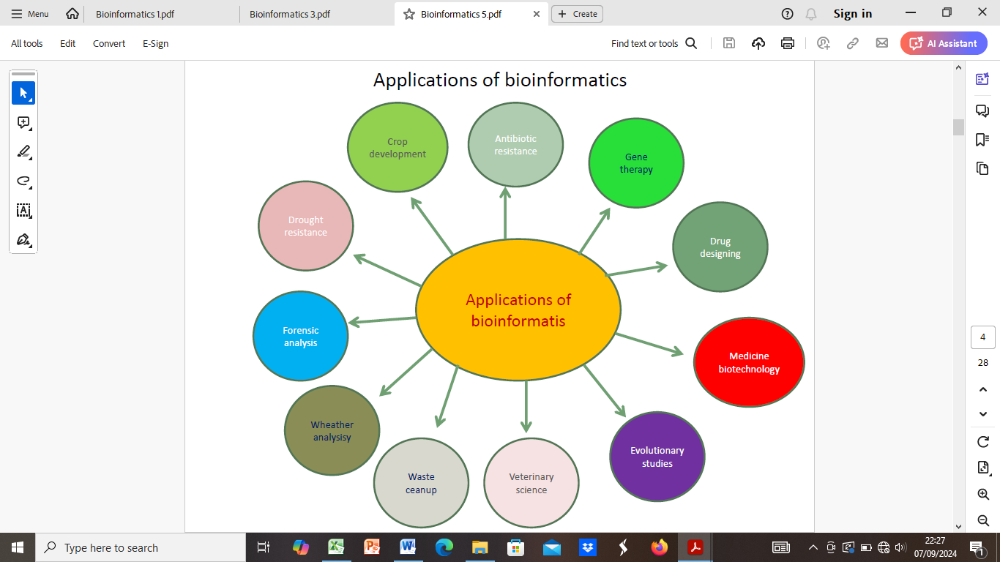 Menu
Bioinformatics 1.pdf
Bioinformatics 3.pdf
Bioinformatics 5.pdf
Create
Sign in
All tools
Edit
Convert
E-Sign
Find text or tools
AI Assistant
Applications of bioinformatics
Crop
development
Antibiotic
resistance
Gene
therapy
Drought
resistance
Drug
designing
Applications of
bioinformatis
Forensic
analysis
Medicine
biotechnology
Wheather
analysisy
Evolutionary
studies
Waste
ceanup
Veterinary
science
4
28
Type here to search
22:27
07/09/2024
1